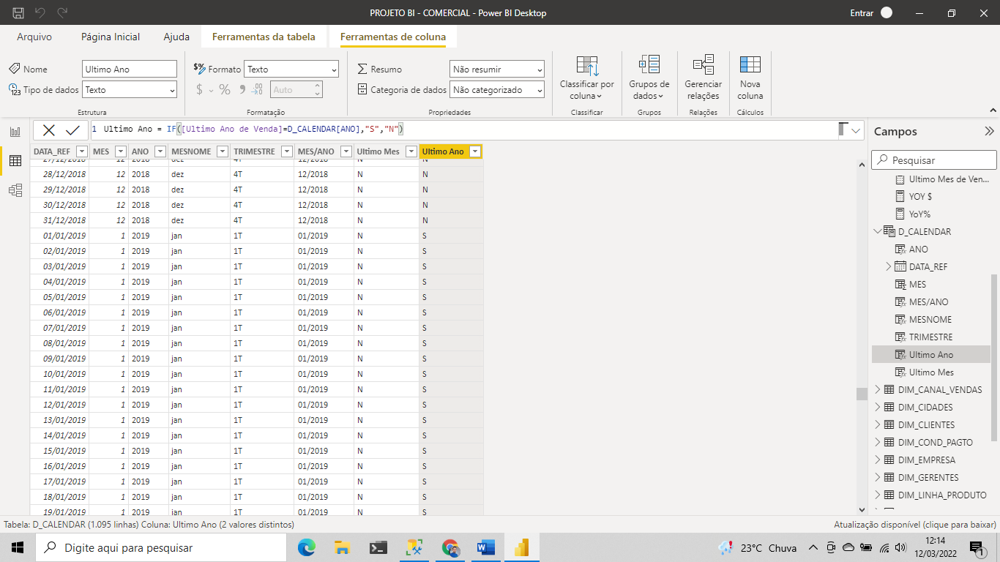 PROJETO BI - COMERCIAL - Power BI Desktop
Entrar
Arquivo Página Inicial Ajuda Ferramentas da tabela Ferramentas de coluna
Nome Ultimo Ano
Tipo de dados Texto
Estrutura
Formato Texto
$ % Auto
Formatação
Resumo Não resumir
Categoria de dados Não categorizado
Propriedades
Classificar por
coluna
Classificar
Grupos de
dados
Grupos
Gerenciar
relações
Relações
Nova
coluna
Cálculos
1 Ultimo Ano = IF([Ultimo Ano de Venda]=D_CALENDAR[ANO],"S","N")
DATA_REF MES ANO MESNOME TRIMESTRE MES/ANO Ultimo Mes Ultimo Ano
27/12/2018 12 2018 dez 4T 12/2018 N N
28/12/2018 12 2018 dez 4T 12/2018 N N
29/12/2018 12 2018 dez 4T 12/2018 N N
30/12/2018 12 2018 dez 4T 12/2018 N N
31/12/2018 12 2018 dez 4T 12/2018 N N
01/01/2019 1 2019 jan 1T 01/2019 N S
02/01/2019 1 2019 jan 1T 01/2019 N S
03/01/2019 1 2019 jan 1T 01/2019 N S
04/01/2019 1 2019 jan 1T 01/2019 N S
05/01/2019 1 2019 jan 1T 01/2019 N S
06/01/2019 1 2019 jan 1T 01/2019 N S
07/01/2019 1 2019 jan 1T 01/2019 N S
08/01/2019 1 2019 jan 1T 01/2019 N S
09/01/2019 1 2019 jan 1T 01/2019 N S
10/01/2019 1 2019 jan 1T 01/2019 N S
11/01/2019 1 2019 jan 1T 01/2019 N S
12/01/2019 1 2019 jan 1T 01/2019 N S
13/01/2019 1 2019 jan 1T 01/2019 N S
14/01/2019 1 2019 jan 1T 01/2019 N S
15/01/2019 1 2019 jan 1T 01/2019 N S
16/01/2019 1 2019 jan 1T 01/2019 N S
17/01/2019 1 2019 jan 1T 01/2019 N S
18/01/2019 1 2019 jan 1T 01/2019 N S
19/01/2019 1 2019 jan 1T 01/2019 N S
Campos
Pesquisar
Ultimo Mes de Ven...
YOY $
YoY%
D_CALENDAR
ANO
DATA_REF
MES
MES/ANO
MESNOME
TRIMESTRE
Ultimo Ano
Ultimo Mes
DIM_CANAL_VENDAS
DIM_CIDADES
DIM_CLIENTES
DIM_COND_PAGTO
DIM_EMPRESA
DIM_GERENTES
DIM_LINHA_PRODUTO
Tabela: D_CALENDAR (1.095 linhas) Coluna: Ultimo Ano (2 valores distintos)
Atualização disponível (clique para baixar)
Digite aqui para pesquisar
23°C Chuva
12:14
12/03/2022
1